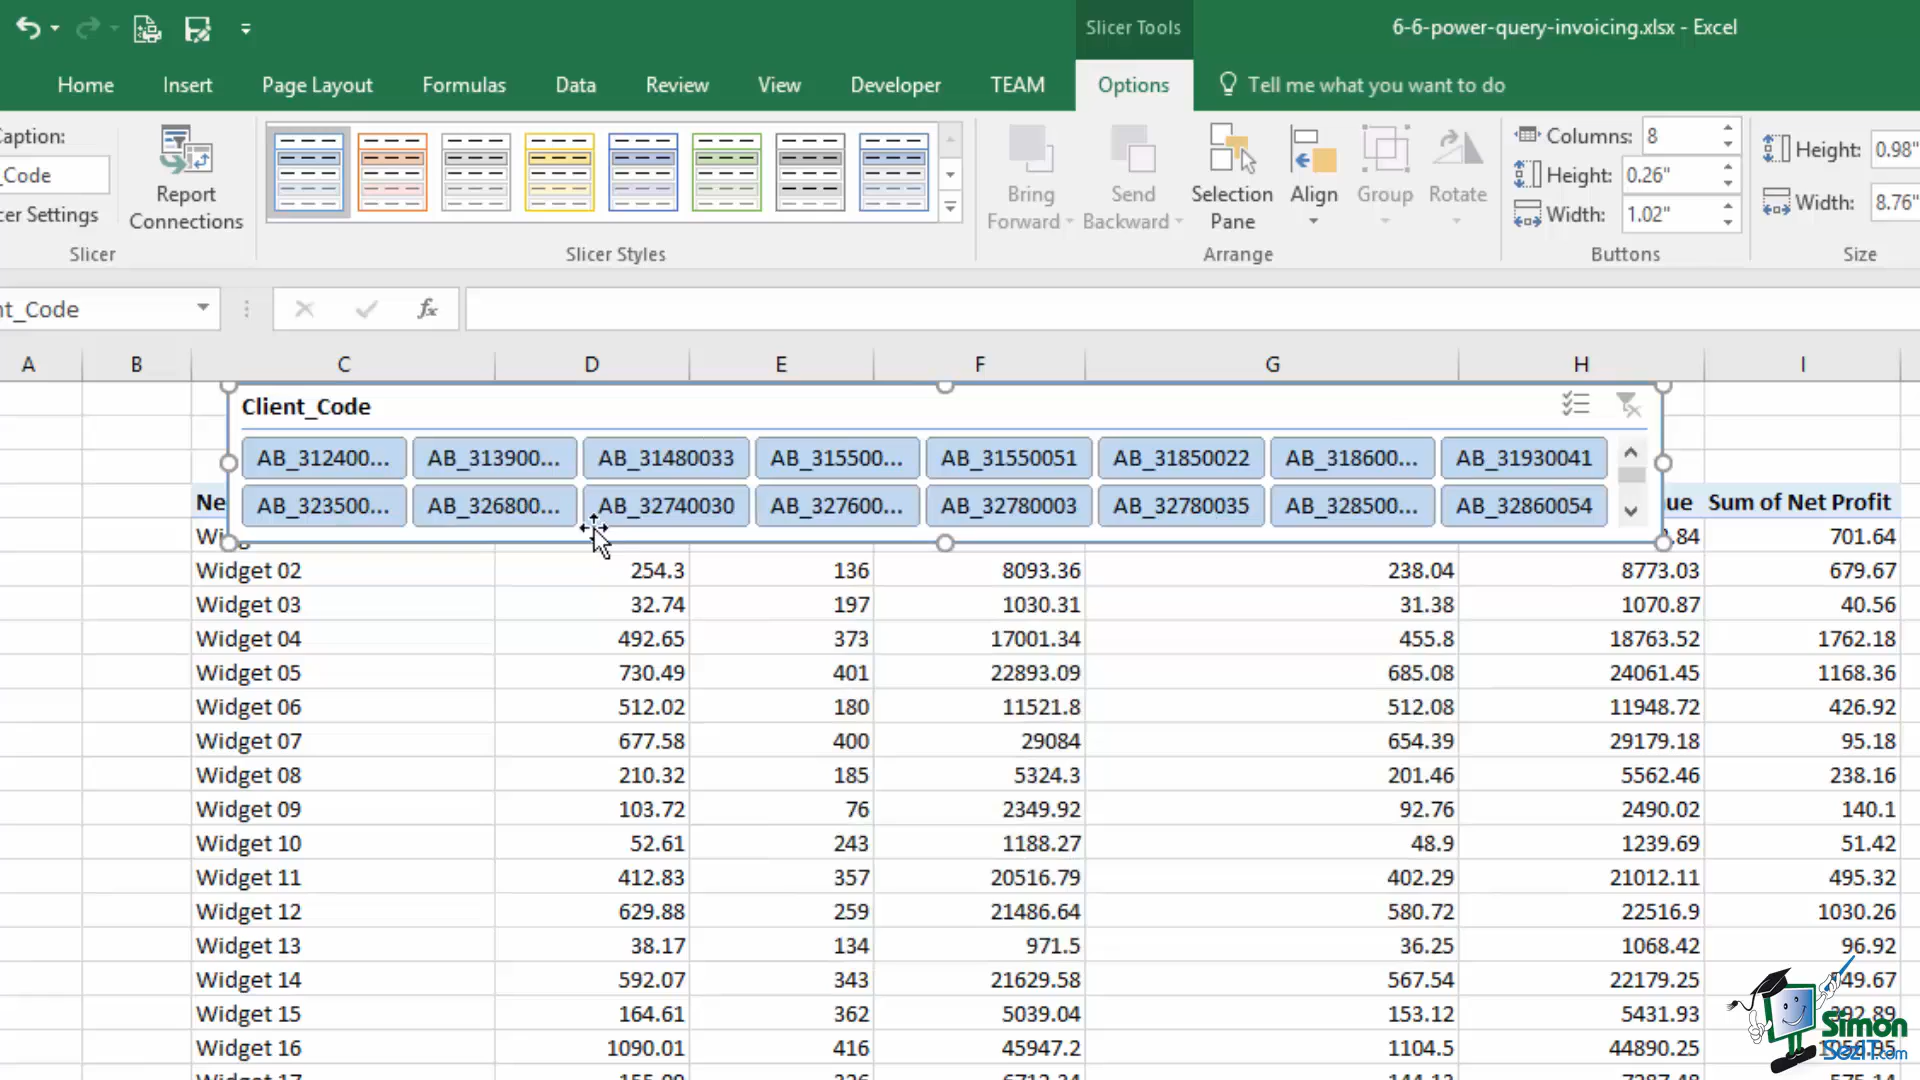 Slicer Tools
6-6-power-query-invoicing.xlsx - Excel
Home Insert Page Layout Formulas Data Review View Developer TEAM Options Tell me what you want to do
Caption:
_Code
cer Settings
Report
Connections
Bring
Forward
Send
Backward
Selection
Pane
Align
Group
Rotate
Columns: 8
Height: 0.26"
Width: 1.02"
Height: 0.98"
Width: 8.76"
Slicer Slicer Styles Arrange Buttons Size
nt_Code fx
A B C D E F G H I
Client_Code
AB_312400... AB_313900... AB_31480033 AB_315500... AB_31550051 AB_31850022 AB_318600... AB_31930041
AB_323500... AB_326800... AB_32740030 AB_327600... AB_32780003 AB_32780035 AB_328500... AB_32860054
Ne ue Sum of Net Profit
Wi .84 701.64
Widget 02 254.3 136 8093.36 238.04 8773.03 679.67
Widget 03 32.74 197 1030.31 31.38 1070.87 40.56
Widget 04 492.65 373 17001.34 455.8 18763.52 1762.18
Widget 05 730.49 401 22893.09 685.08 24061.45 1168.36
Widget 06 512.02 180 11521.8 512.08 11948.72 426.92
Widget 07 677.58 400 29084 654.39 29179.18 95.18
Widget 08 210.32 185 5324.3 201.46 5562.46 238.16
Widget 09 103.72 76 2349.92 92.76 2490.02 140.1
Widget 10 52.61 243 1188.27 48.9 1239.69 51.42
Widget 11 412.83 357 20516.79 402.29 21012.11 495.32
Widget 12 629.88 259 21486.64 580.72 22516.9 1030.26
Widget 13 38.17 134 971.5 36.25 1068.42 96.92
Widget 14 592.07 343 21629.58 567.54 22179.25 49.67
Widget 15 164.61 362 5039.04 153.12 5431.93
Widget 16 1090.01 416 45947.2 1104.5 44890.25
Simon
SezIT.com